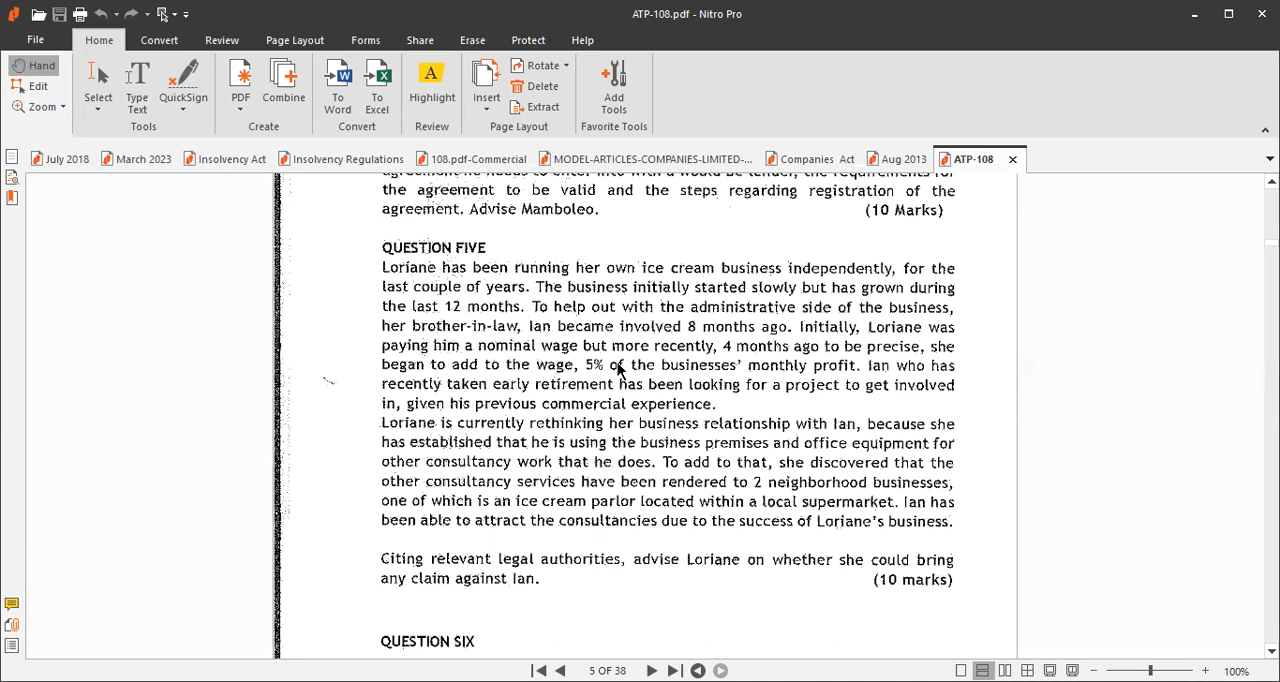 ATP-108.pdf - Nitro Pro
File Home Convert Review Page Layout Forms Share Erase Protect Help
Hand
Edit
Zoom
Select
Type Text
QuickSign
Tools
PDF
Combine
Create
To Word
To Excel
Convert
Highlight
Review
Insert
Rotate
Delete
Extract
Page Layout
Add Tools
Favorite Tools
July 2018 March 2023 Insolvency Act Insolvency Regulations 108.pdf-Commercial MODEL-ARTICLES-COMPANIES-LIMITED-... Companies Act Aug 2013 ATP-108
agreement he needs to enter into with a would be lender, the requirements for
the agreement to be valid and the steps regarding registration of the
agreement. Advise Mamboleo. (10 Marks)
QUESTION FIVE
Loriane has been running her own ice cream business independently, for the
last couple of years. The business initially started slowly but has grown during
the last 12 months. To help out with the administrative side of the business,
her brother-in-law, Ian became involved 8 months ago. Initially, Loriane was
paying him a nominal wage but more recently, 4 months ago to be precise, she
began to add to the wage, 5% of the businesses' monthly profit. Ian who has
recently taken early retirement has been looking for a project to get involved
in, given his previous commercial experience.
Loriane is currently rethinking her business relationship with Ian, because she
has established that he is using the business premises and office equipment for
other consultancy work that he does. To add to that, she discovered that the
other consultancy services have been rendered to 2 neighborhood businesses,
one of which is an ice cream parlor located within a local supermarket. Ian has
been able to attract the consultancies due to the success of Loriane's business.
Citing relevant legal authorities, advise Loriane on whether she could bring
any claim against Ian. (10 marks)
QUESTION SIX
5 OF 38
100%